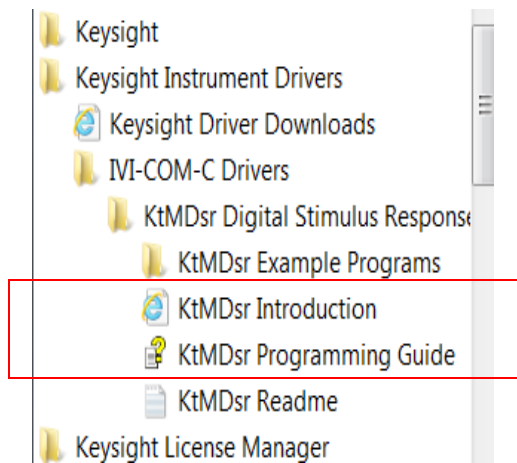 Keysight
Keysight Instrument Drivers
Keysight Driver Downloads
IVI-COM-C Drivers
KtMDsr Digital Stimulus Response
KtMDsr Example Programs
KtMDsr Introduction
KtMDsr Programming Guide
KtMDsr Readme
Keysight License Manager